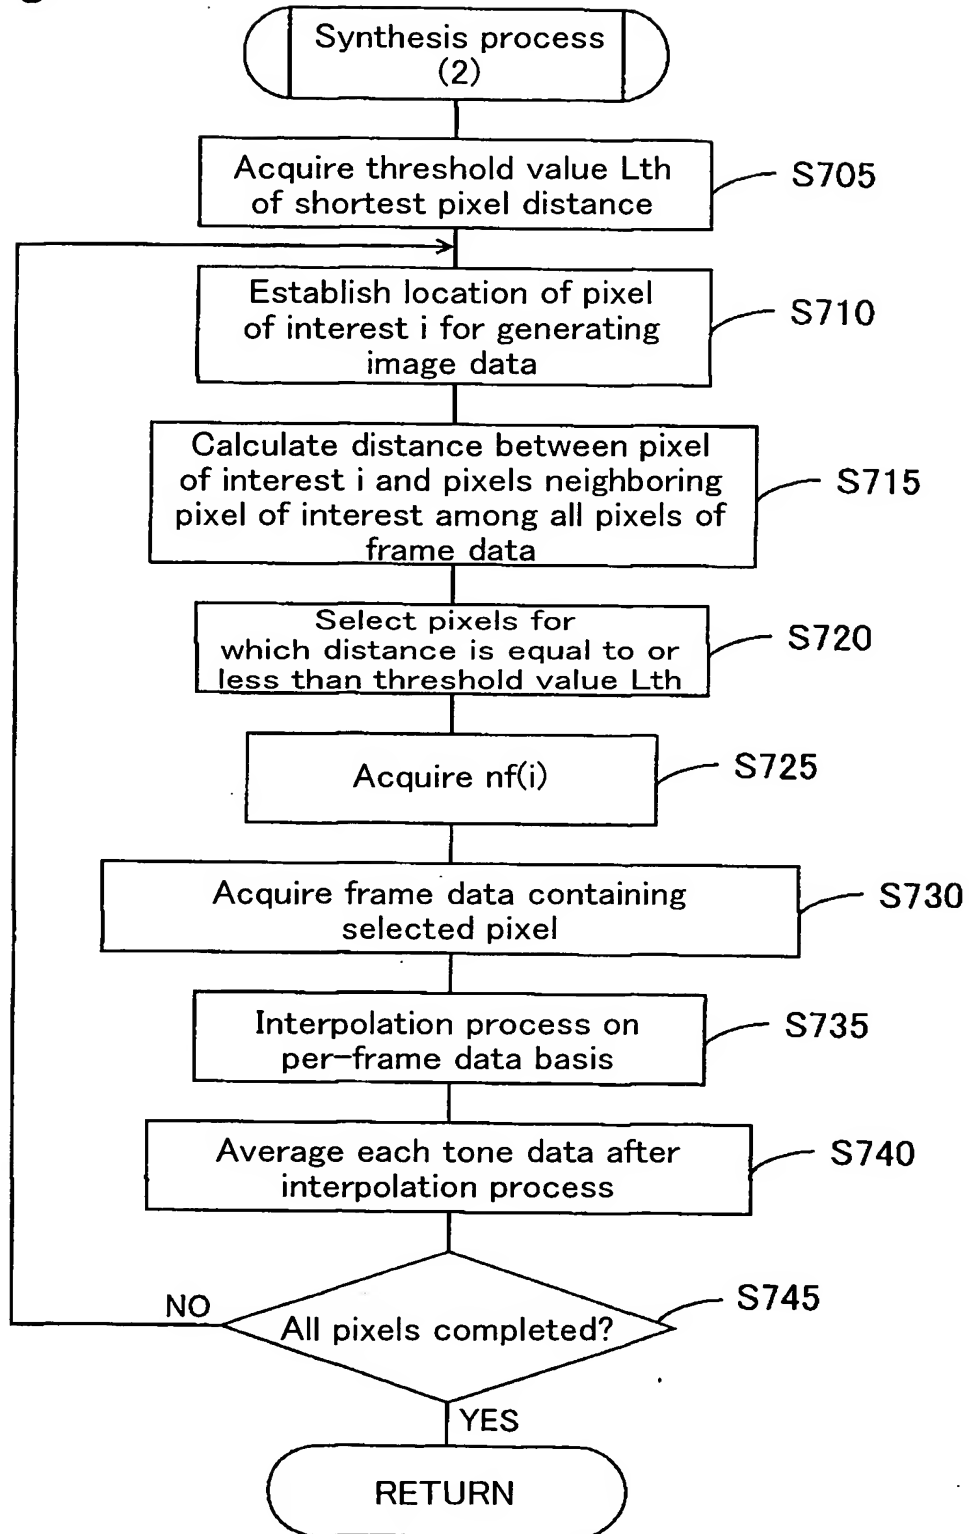 Synthesis process
(2)
Acquire threshold value Lth
of shortest pixel distance
S705
Establish location of pixel
of interest i for generating
image data
S710
Calculate distance between pixel
of interest i and pixels neighboring
pixel of interest among all pixels of
frame data
S715
Select pixels for
which distance is equal to or
less than threshold value Lth
S720
Acquire nf(i)
S725
Acquire frame data containing
selected pixel
S730
Interpolation process on
per-frame data basis
S735
Average each tone data after
interpolation process
S740
All pixels completed?
S745
NO
YES
RETURN